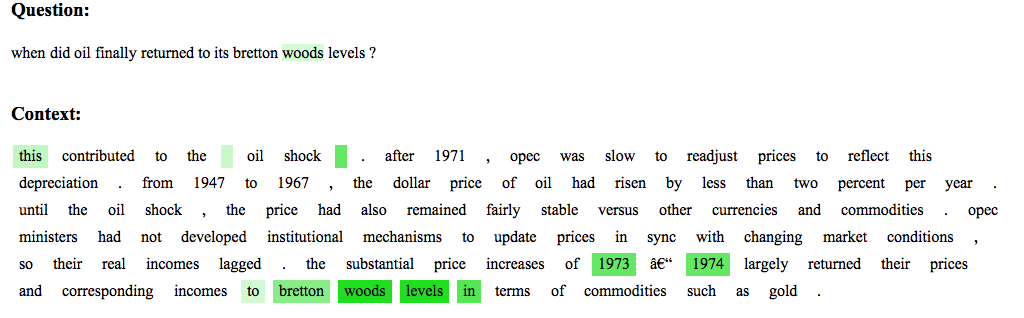 Question:
when did oil finally returned to its bretton woods levels ?
Context:
this contributed to the oil shock . after 1971 , opec was slow to readjust prices to reflect this
depreciation . from 1947 to 1967 , the dollar price of oil had risen by less than two percent per year .
until the oil shock , the price had also remained fairly stable versus other currencies and commodities . opec
ministers had not developed institutional mechanisms to update prices in sync with changing market conditions ,
so their real incomes lagged . the substantial price increases of 1973 â€“ 1974 largely returned their prices
and corresponding incomes to bretton woods levels in terms of commodities such as gold .